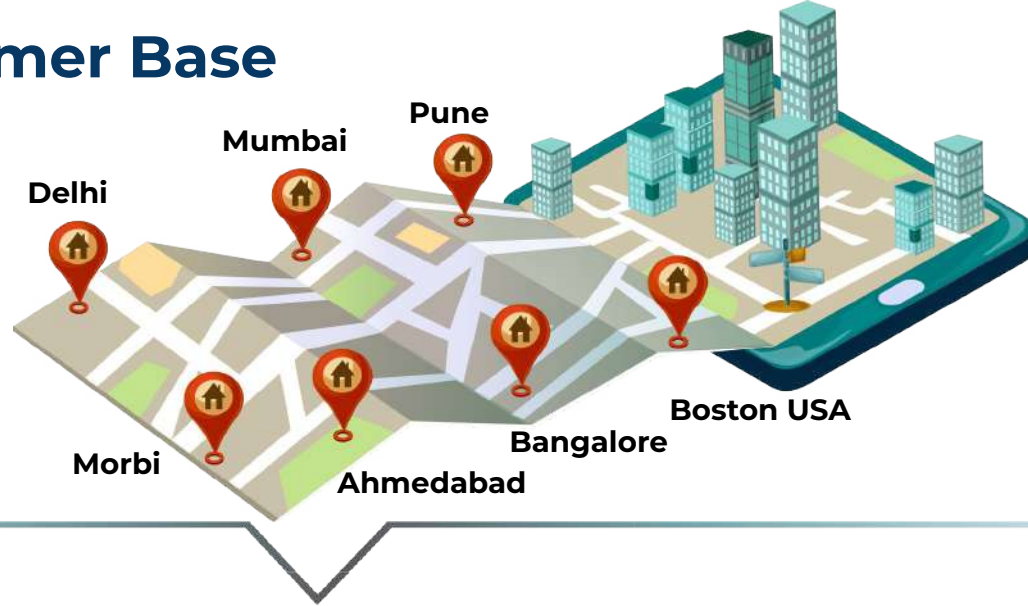 mer Base
Pune
Mumbai
Delhi
Boston USA
Bangalore
Morbi
Ahmedabad